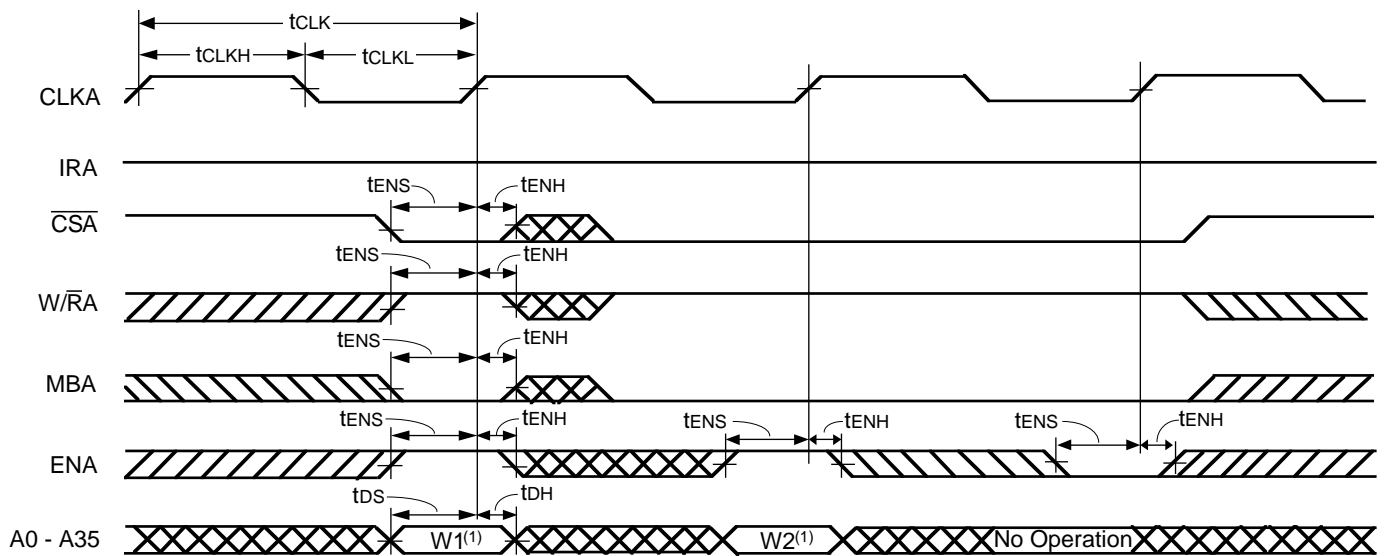 tCLK
tCLKH tCLKL
CLKA
IRA
tENS tENH
CSA
tENS tENH
W/RA
tENS tENH
MBA
tENS tENH tENS tENH tENS tENH
ENA
tDS tDH
A0 - A35 W1(1) W2(1) No Operation